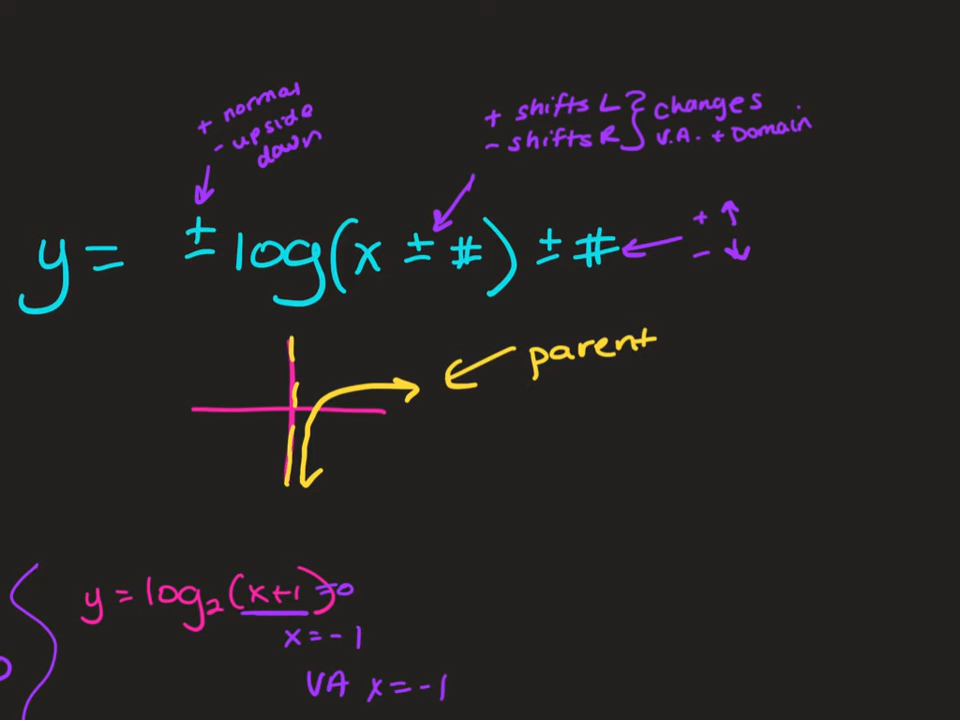 + normal
- upside
down
+ shifts L } changes
- shifts R } V.A. + Domain
y = ± log(x ± #) ± #
+ ↑
- ↓
parent
y = log₂(x+1) = 0
x = -1
VA x = -1